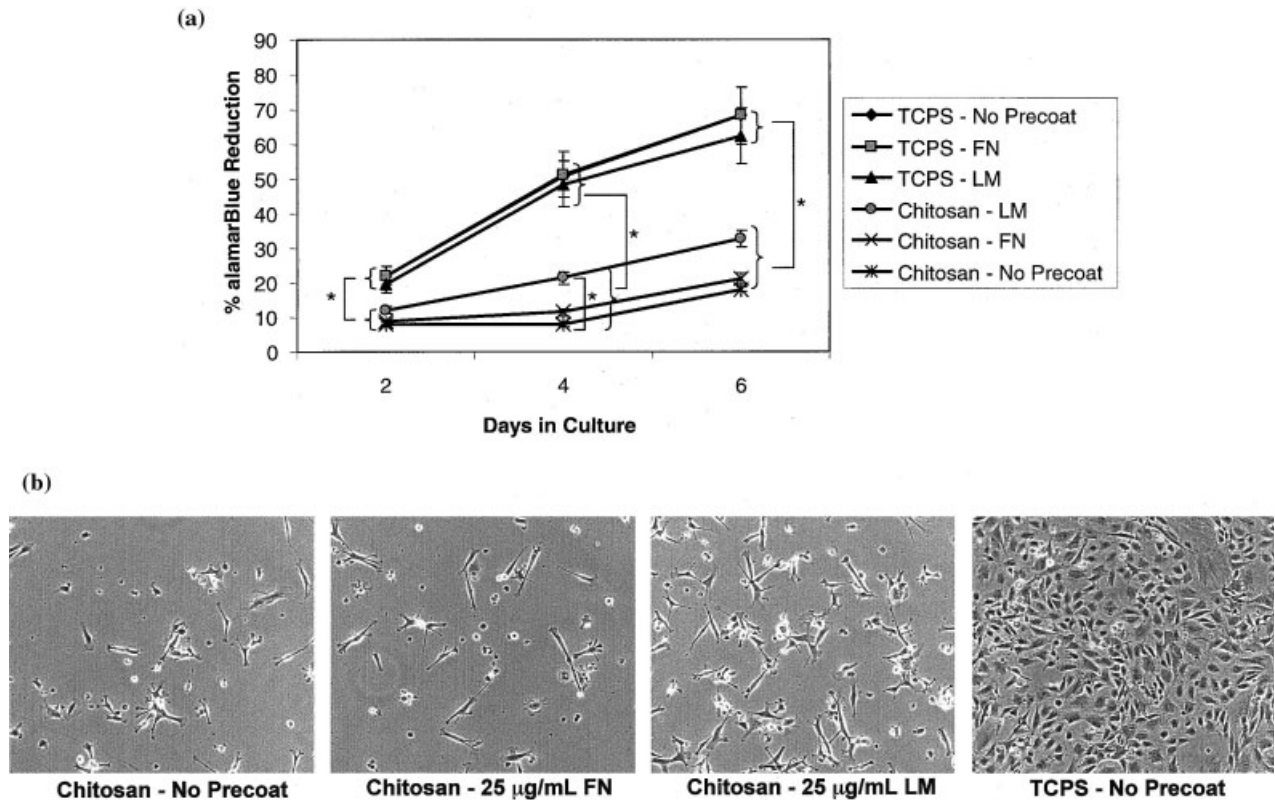 (a)
90
80
70
60
50
40
30
20
10
0
% alamarBlue Reduction
2 4 6
Days in Culture
*
*
*
*
TCPS - No Precoat
TCPS - FN
TCPS - LM
Chitosan - LM
Chitosan - FN
Chitosan - No Precoat
(b)
Chitosan - No Precoat
Chitosan - 25 μg/mL FN
Chitosan - 25 μg/mL LM
TCPS - No Precoat